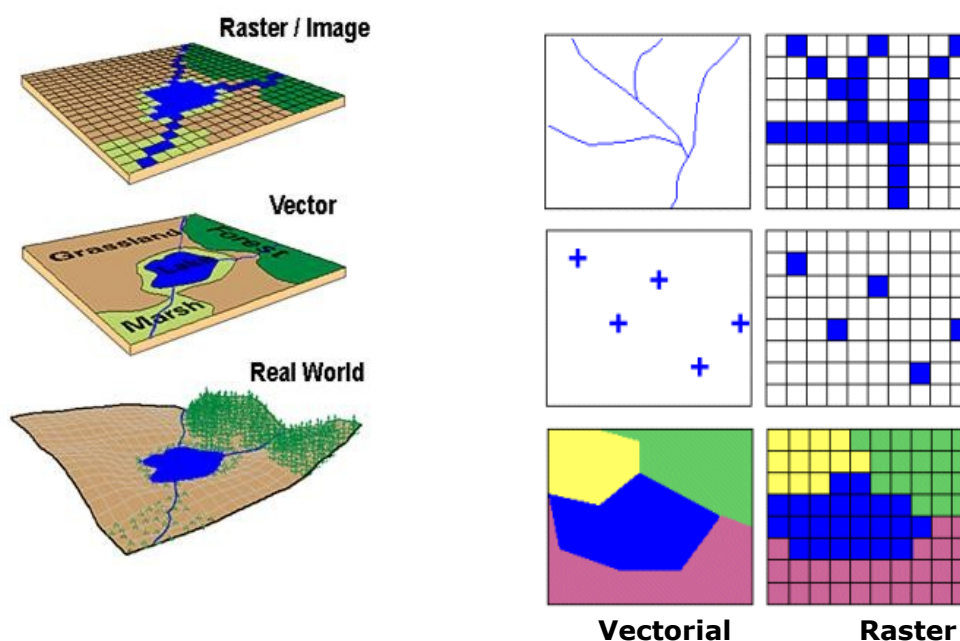 Raster / Image
Vector
Grassland
Forest
Lake
Marsh
Real World
Vectorial
Raster